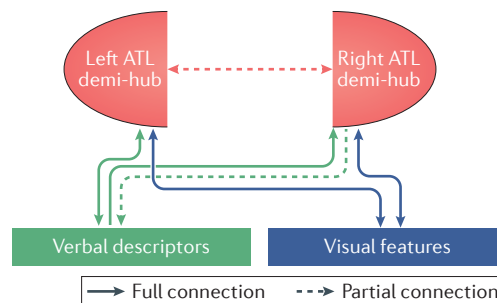 Left ATL
demi-hub
Right ATL
demi-hub
Verbal descriptors
Visual features
Full connection
Partial connection